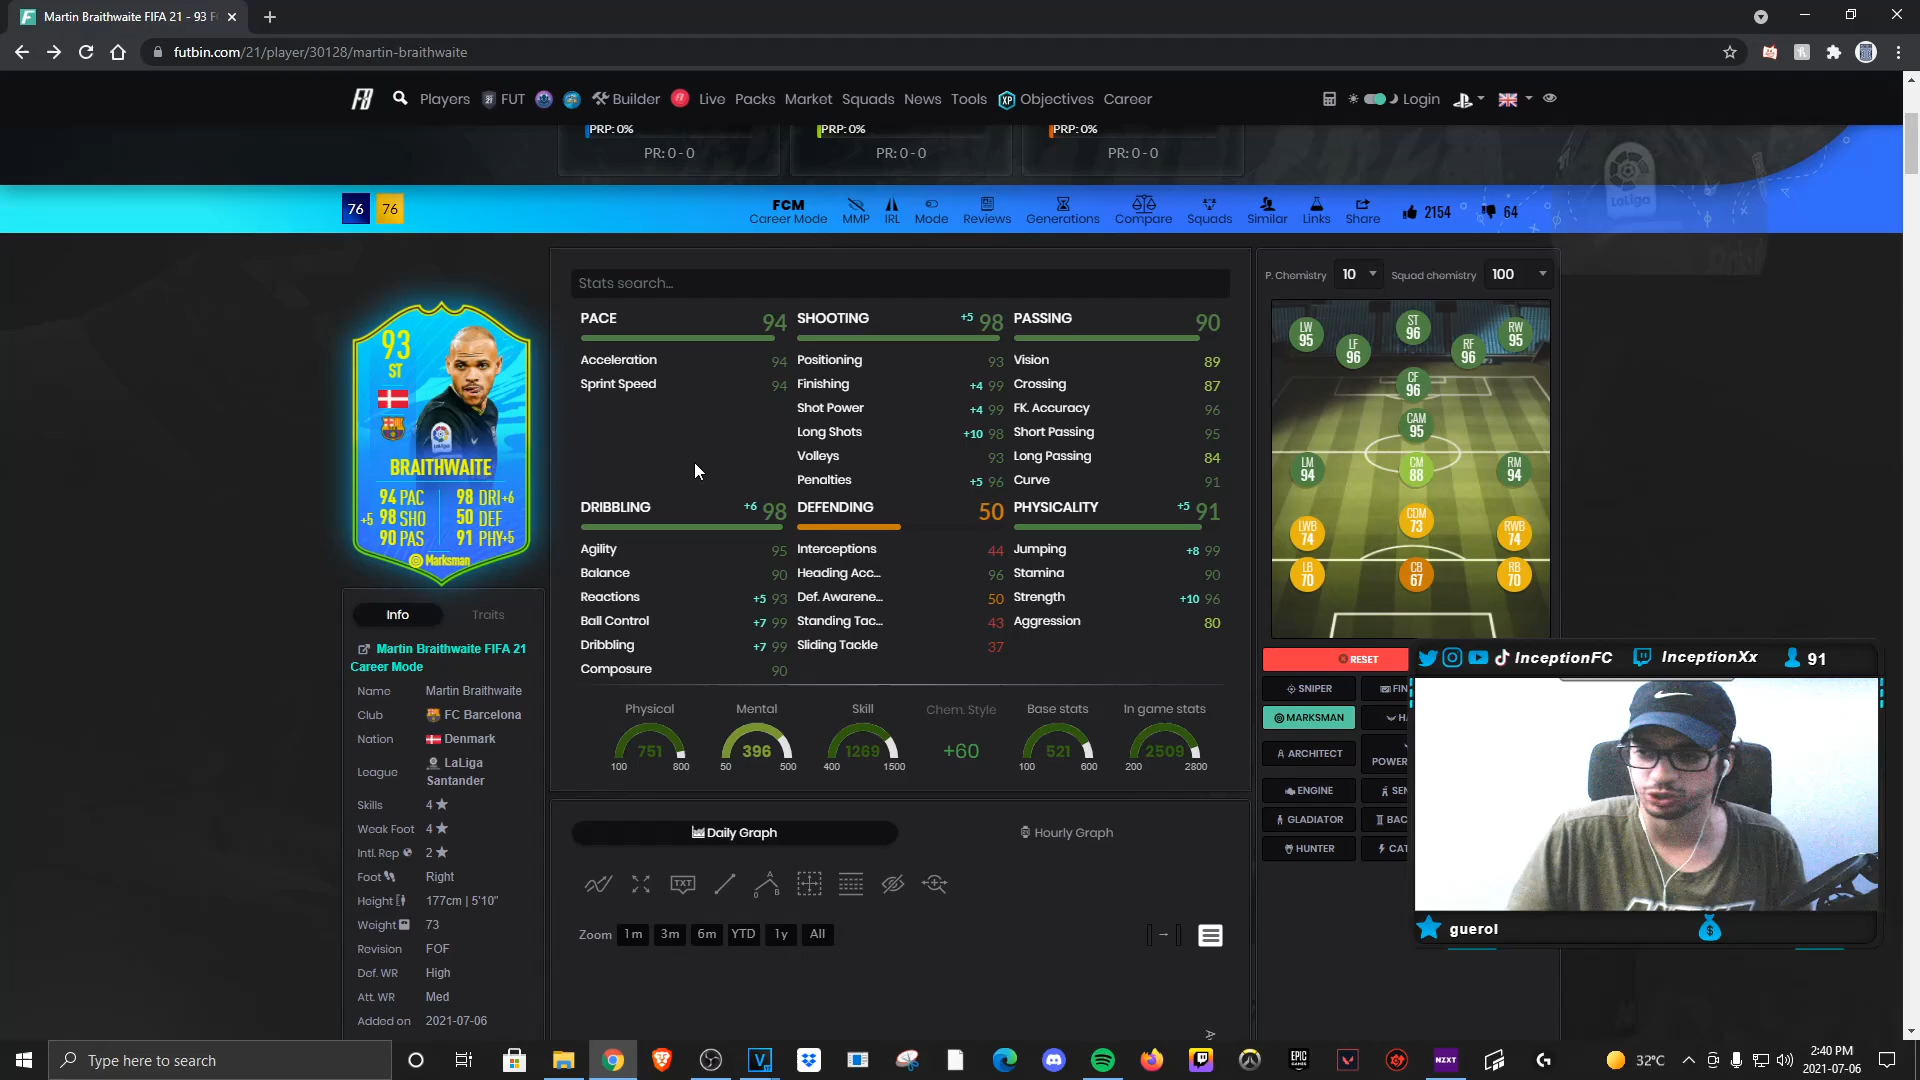 Martin Braithwaite FIFA 21 - 93 F
futbin.com/21/player/30128/martin-braithwaite
Players FUT Builder Live Packs Market Squads News Tools XP Objectives Career Login
PRP: 0% PRP: 0% PRP: 0%
PR: 0 - 0 PR: 0 - 0 PR: 0 - 0
LaLiga
76 76
FCM
Career Mode MMP IRL Mode Reviews Generations Compare Squads Similar Links Share 2154 64
Stats search...
P. Chemistry 10 Squad chemistry 100
93
ST
BRAITHWAITE
94 PAC 98 DRI+6
+5 98 SHO 50 DEF
90 PAS 91 PHY+5
Marksman
PACE 94
Acceleration 94
Sprint Speed 94
SHOOTING +5 98
Positioning 93
Finishing +4 99
Shot Power +4 99
Long Shots +10 98
Volleys 93
Penalties +5 96
PASSING 90
Vision 89
Crossing 87
FK. Accuracy 96
Short Passing 95
Long Passing 84
Curve 91
DRIBBLING +6 98
Agility 95
Balance 90
Reactions +5 93
Ball Control +7 99
Dribbling +7 99
Composure 90
DEFENDING 50
Interceptions 44
Heading Acc... 96
Def. Awarene... 50
Standing Tac... 43
Sliding Tackle 37
PHYSICALITY +5 91
Jumping +8 99
Stamina 90
Strength +10 96
Aggression 80
Physical Mental Skill Chem. Style Base stats In game stats
751 396 1269 +60 521 2509
100 800 50 500 400 1500 100 600 200 2800
LW 95
LF 96
ST 96
RF 96
RW 95
CF 96
CAM 95
LM 94
CM 88
RM 94
LWB 74
CDM 73
RWB 74
LB 70
CB 67
RB 70
RESET
SNIPER FIN
MARKSMAN HA
ARCHITECT POWER
ENGINE SEN
GLADIATOR BAC
HUNTER CAT
InceptionFC InceptionXx 91
guerol
Info Traits
Martin Braithwaite FIFA 21
Career Mode
Name Martin Braithwaite
Club FC Barcelona
Nation Denmark
League LaLiga
Santander
Skills 4
Weak Foot 4
Intl. Rep 2
Foot Right
Height 177cm | 5'10"
Weight 73
Revision FOF
Def. WR High
Att. WR Med
Added on 2021-07-06
Daily Graph Hourly Graph
TXT
Zoom 1m 3m 6m YTD 1y All
→
Type here to search
EPIC GAMES
NZXT
32°C
2:40 PM
2021-07-06